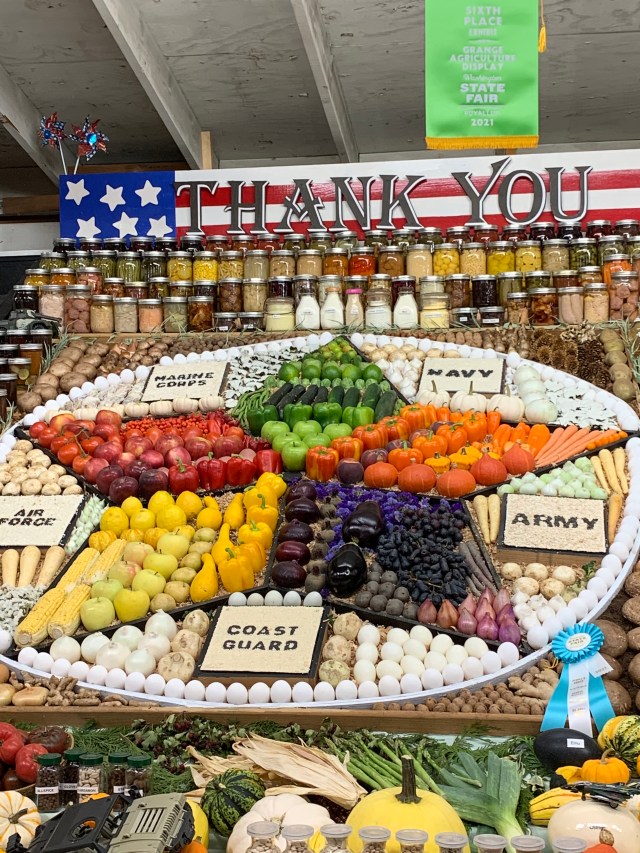 SIXTH
PLACE
GRANGE
AGRICULTURE
DISPLAY
Washington
STATE
FAIR
PUYALLUP
2021
THANK YOU
MARINE
CORPS
NAVY
AIR
FORCE
ARMY
COAST
GUARD